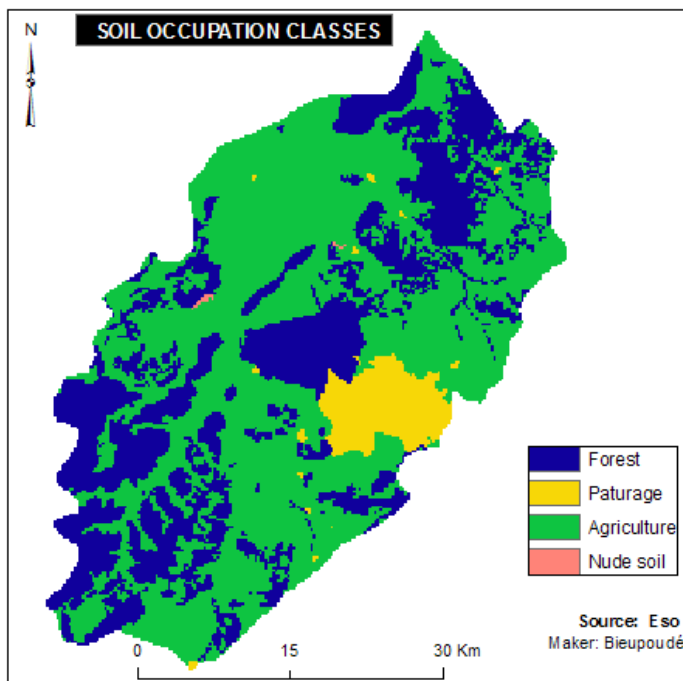 N
SOIL OCCUPATION CLASSES
Forest
Paturage
Agriculture
Nude soil
Source: Eso
Maker: Bieupoudé
0 15 30 Km